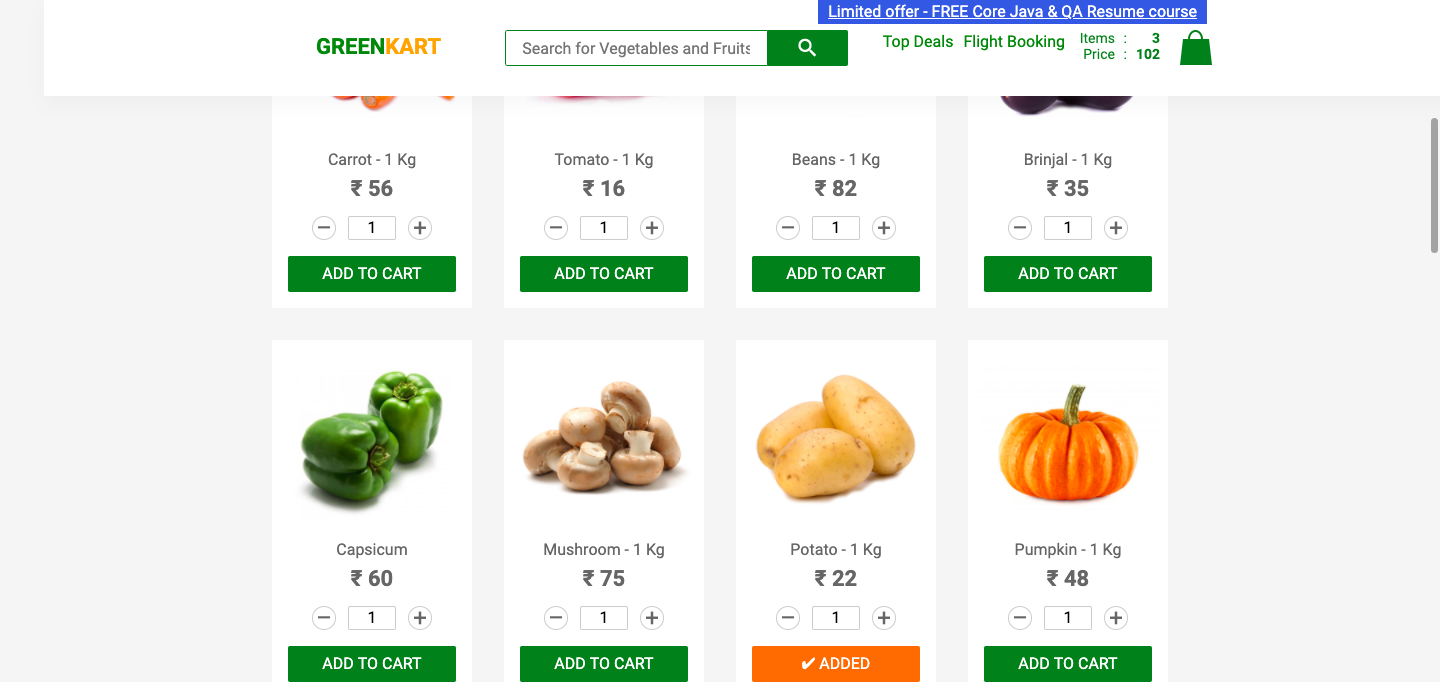 Limited offer - FREE Core Java & QA Resume course
GREENKART
Search for Vegetables and Fruits
Top Deals
Flight Booking
Items : 3
Price : 102
Carrot - 1 Kg
₹ 56
1
ADD TO CART
Tomato - 1 Kg
₹ 16
1
ADD TO CART
Beans - 1 Kg
₹ 82
1
ADD TO CART
Brinjal - 1 Kg
₹ 35
1
ADD TO CART
Capsicum
₹ 60
1
ADD TO CART
Mushroom - 1 Kg
₹ 75
1
ADD TO CART
Potato - 1 Kg
₹ 22
1
✔ ADDED
Pumpkin - 1 Kg
₹ 48
1
ADD TO CART